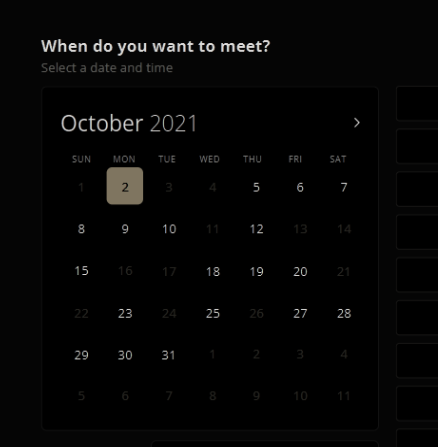 When do you want to meet?
Select a date and time
October 2021
SUN MON TUE WED THU FRI SAT
1 2 3 4 5 6 7
8 9 10 11 12 13 14
15 16 17 18 19 20 21
22 23 24 25 26 27 28
29 30 31 1 2 3 4
5 6 7 8 9 10 11